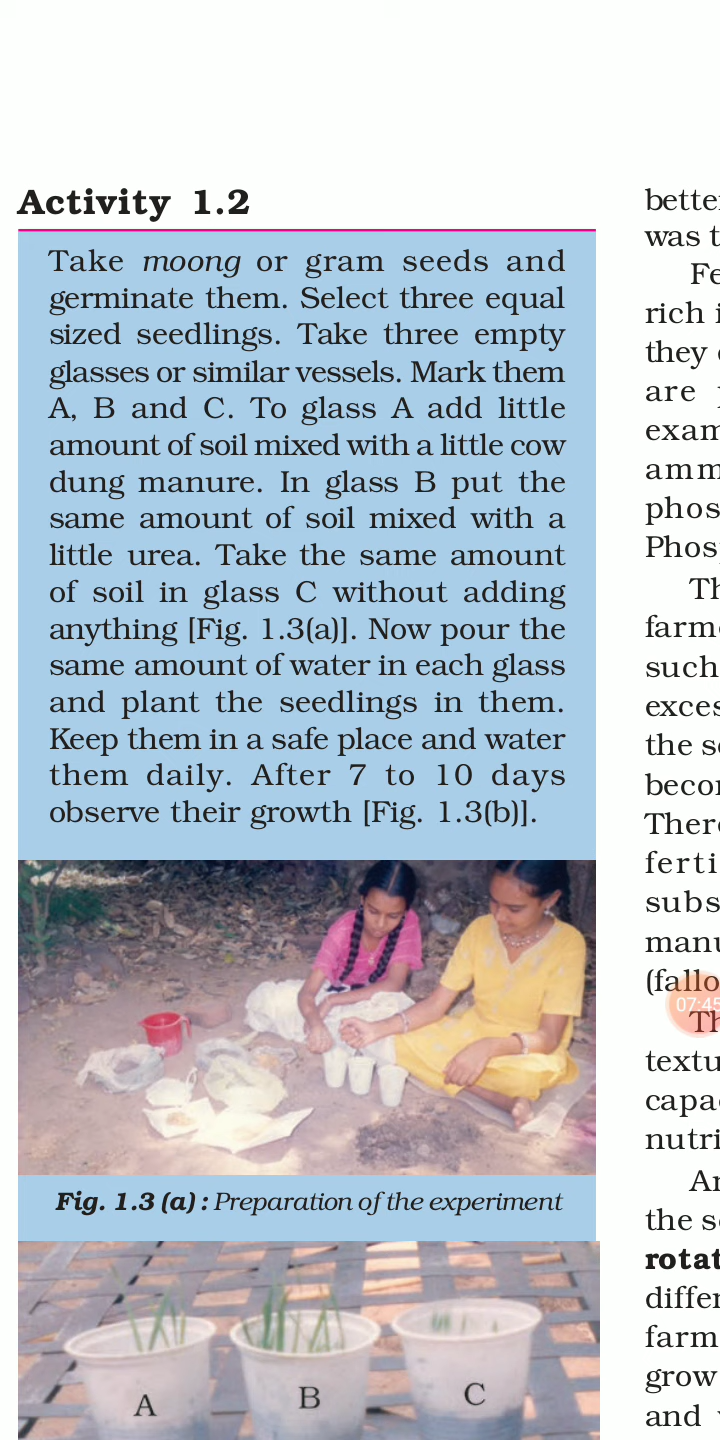 Activity 1.2
Take moong or gram seeds and
germinate them. Select three equal
sized seedlings. Take three empty
glasses or similar vessels. Mark them
A, B and C. To glass A add little
amount of soil mixed with a little cow
dung manure. In glass B put the
same amount of soil mixed with a
little urea. Take the same amount
of soil in glass C without adding
anything [Fig. 1.3(a)]. Now pour the
same amount of water in each glass
and plant the seedlings in them.
Keep them in a safe place and water
them daily. After 7 to 10 days
observe their growth [Fig. 1.3(b)].
Fig. 1.3 (a) : Preparation of the experiment
A
B
C
was t
Fe
rich i
they
are
exam
amm
phos
Phos
Th
farm
such
exces
the s
becom
There
ferti
subs
manu
(fallo
07:45
Th
textu
capac
nutri
An
the s
rotat
differ
farm
grow
and